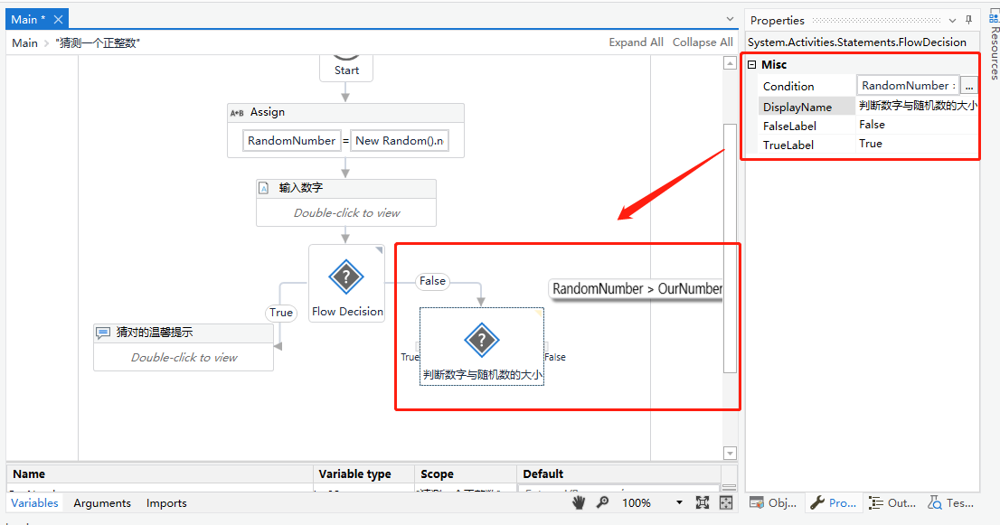 Main *
Properties
Main > "猜测一个正整数"
Expand All Collapse All
System.Activities.Statements.FlowDecision
Resources
Misc
Condition RandomNumber : ...
DisplayName 判断数字与随机数的大小
FalseLabel False
TrueLabel True
Start
A+B Assign
RandomNumber = New Random().n
A 输入数字
Double-click to view
Flow Decision
True
False
猜对的温馨提示
Double-click to view
RandomNumber > OurNumber
True
False
判断数字与随机数的大小
Name Variable type Scope Default
Variables Arguments Imports 100%
Obj... Pro... Out... Tes...